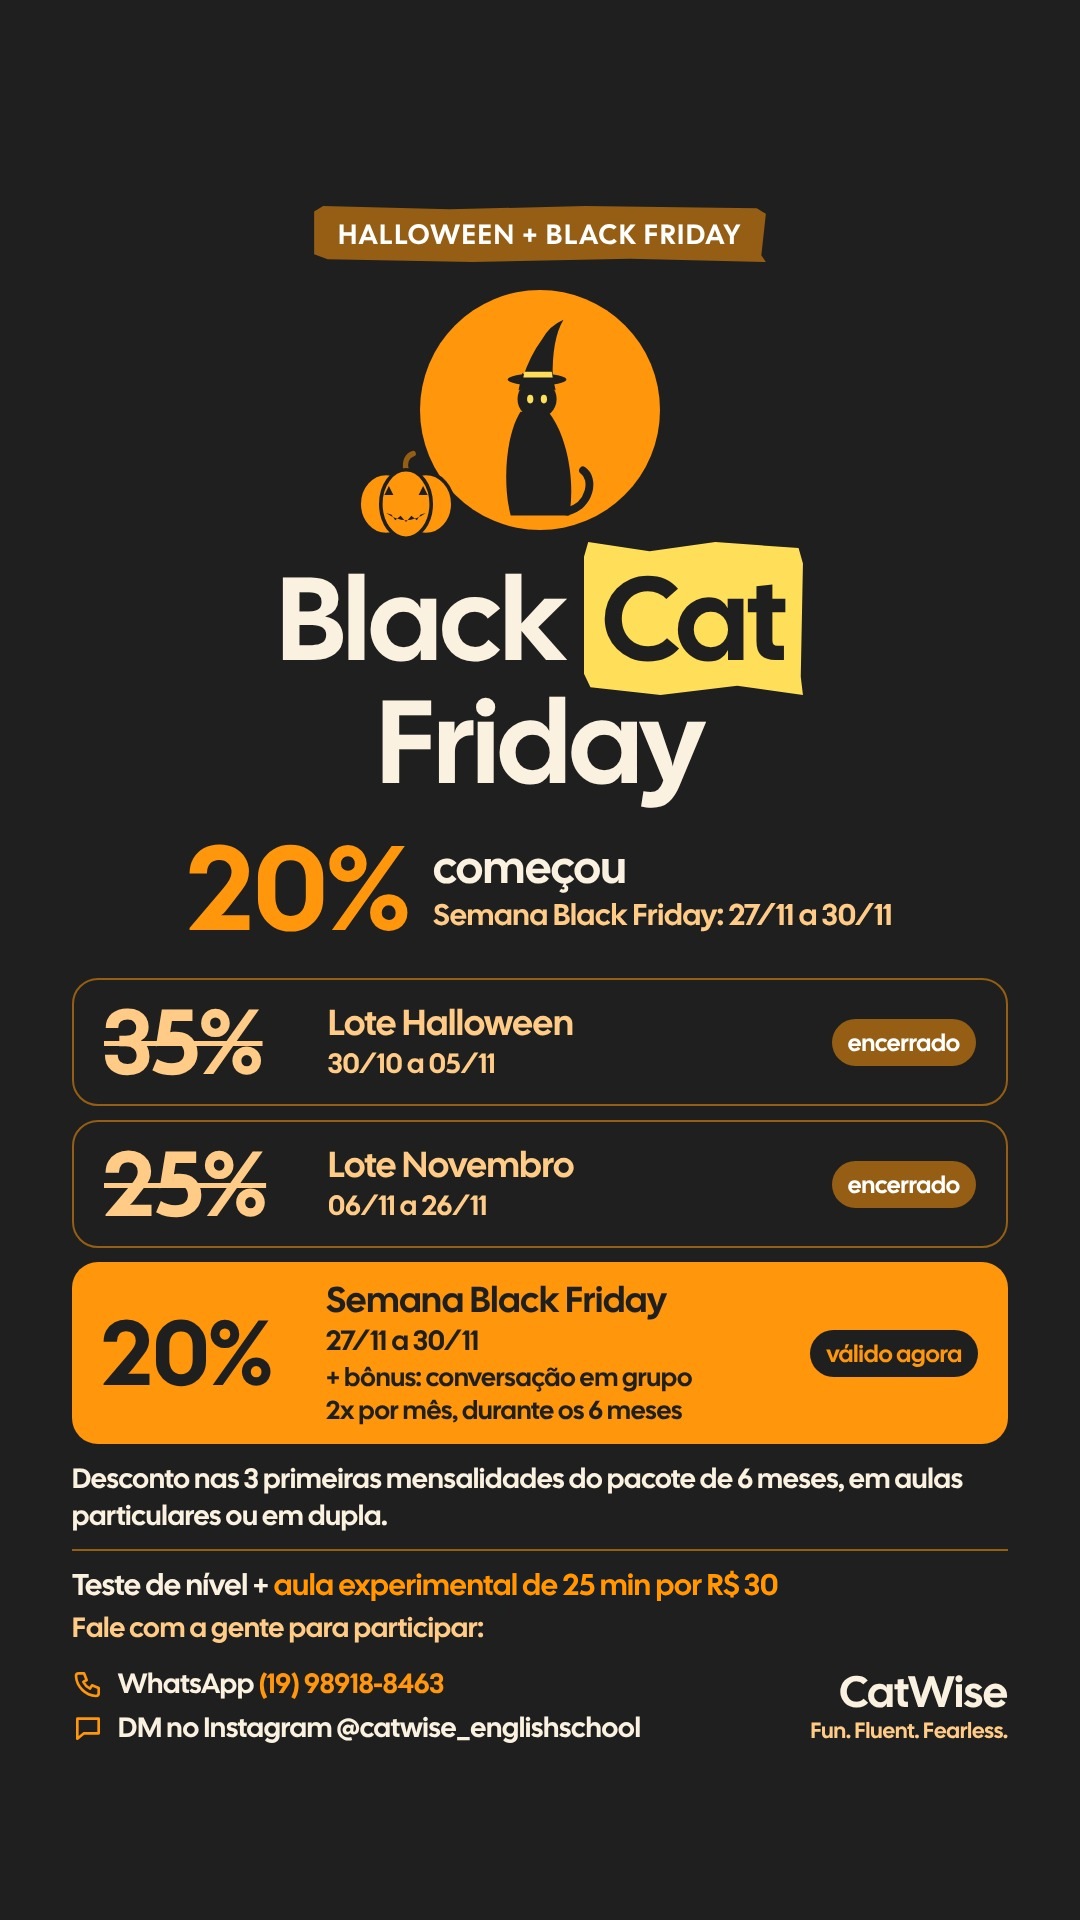 HALLOWEEN + BLACK FRIDAY
Black Cat
Friday
20%
começou
Semana Black Friday: 27/11 a 30/11
35%
Lote Halloween
30/10 a 05/11
encerrado
25%
Lote Novembro
06/11 a 26/11
encerrado
20%
Semana Black Friday
27/11 a 30/11
+ bônus: conversação em grupo
2x por mês, durante os 6 meses
válido agora
Desconto nas 3 primeiras mensalidades do pacote de 6 meses, em aulas
particulares ou em dupla.
Teste de nível + aula experimental de 25 min por R$ 30
Fale com a gente para participar:
WhatsApp (19) 98918-8463
DM no Instagram @catwise_englishschool
CatWise
Fun. Fluent. Fearless.